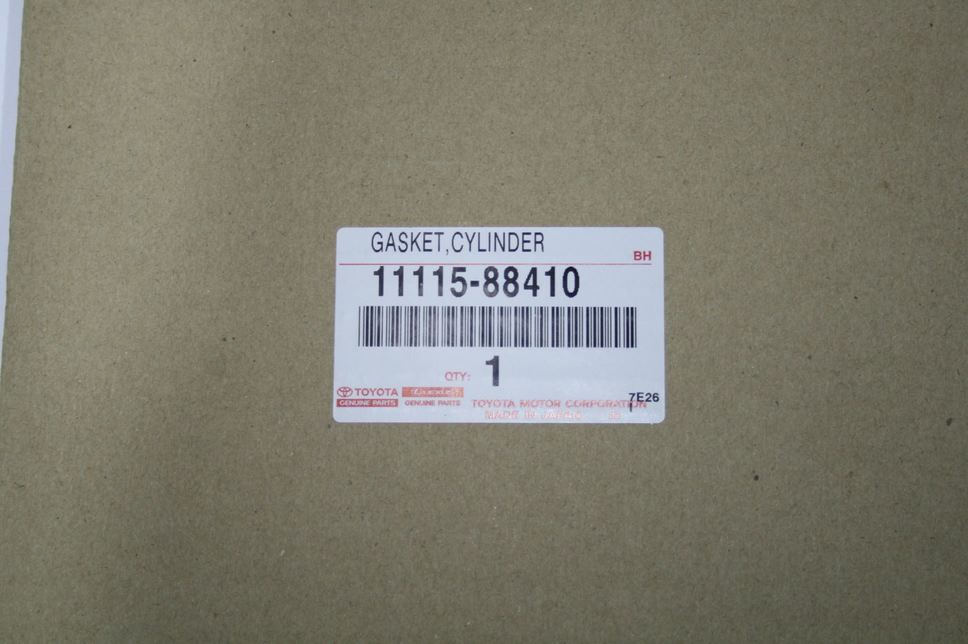 GASKET,CYLINDER
BH
11115-88410
QTY: 1
TOYOTA
GENUINE PARTS
GENUINE PARTS
7E26
TOYOTA MOTOR CORPORATION
MADE IN JAPAN